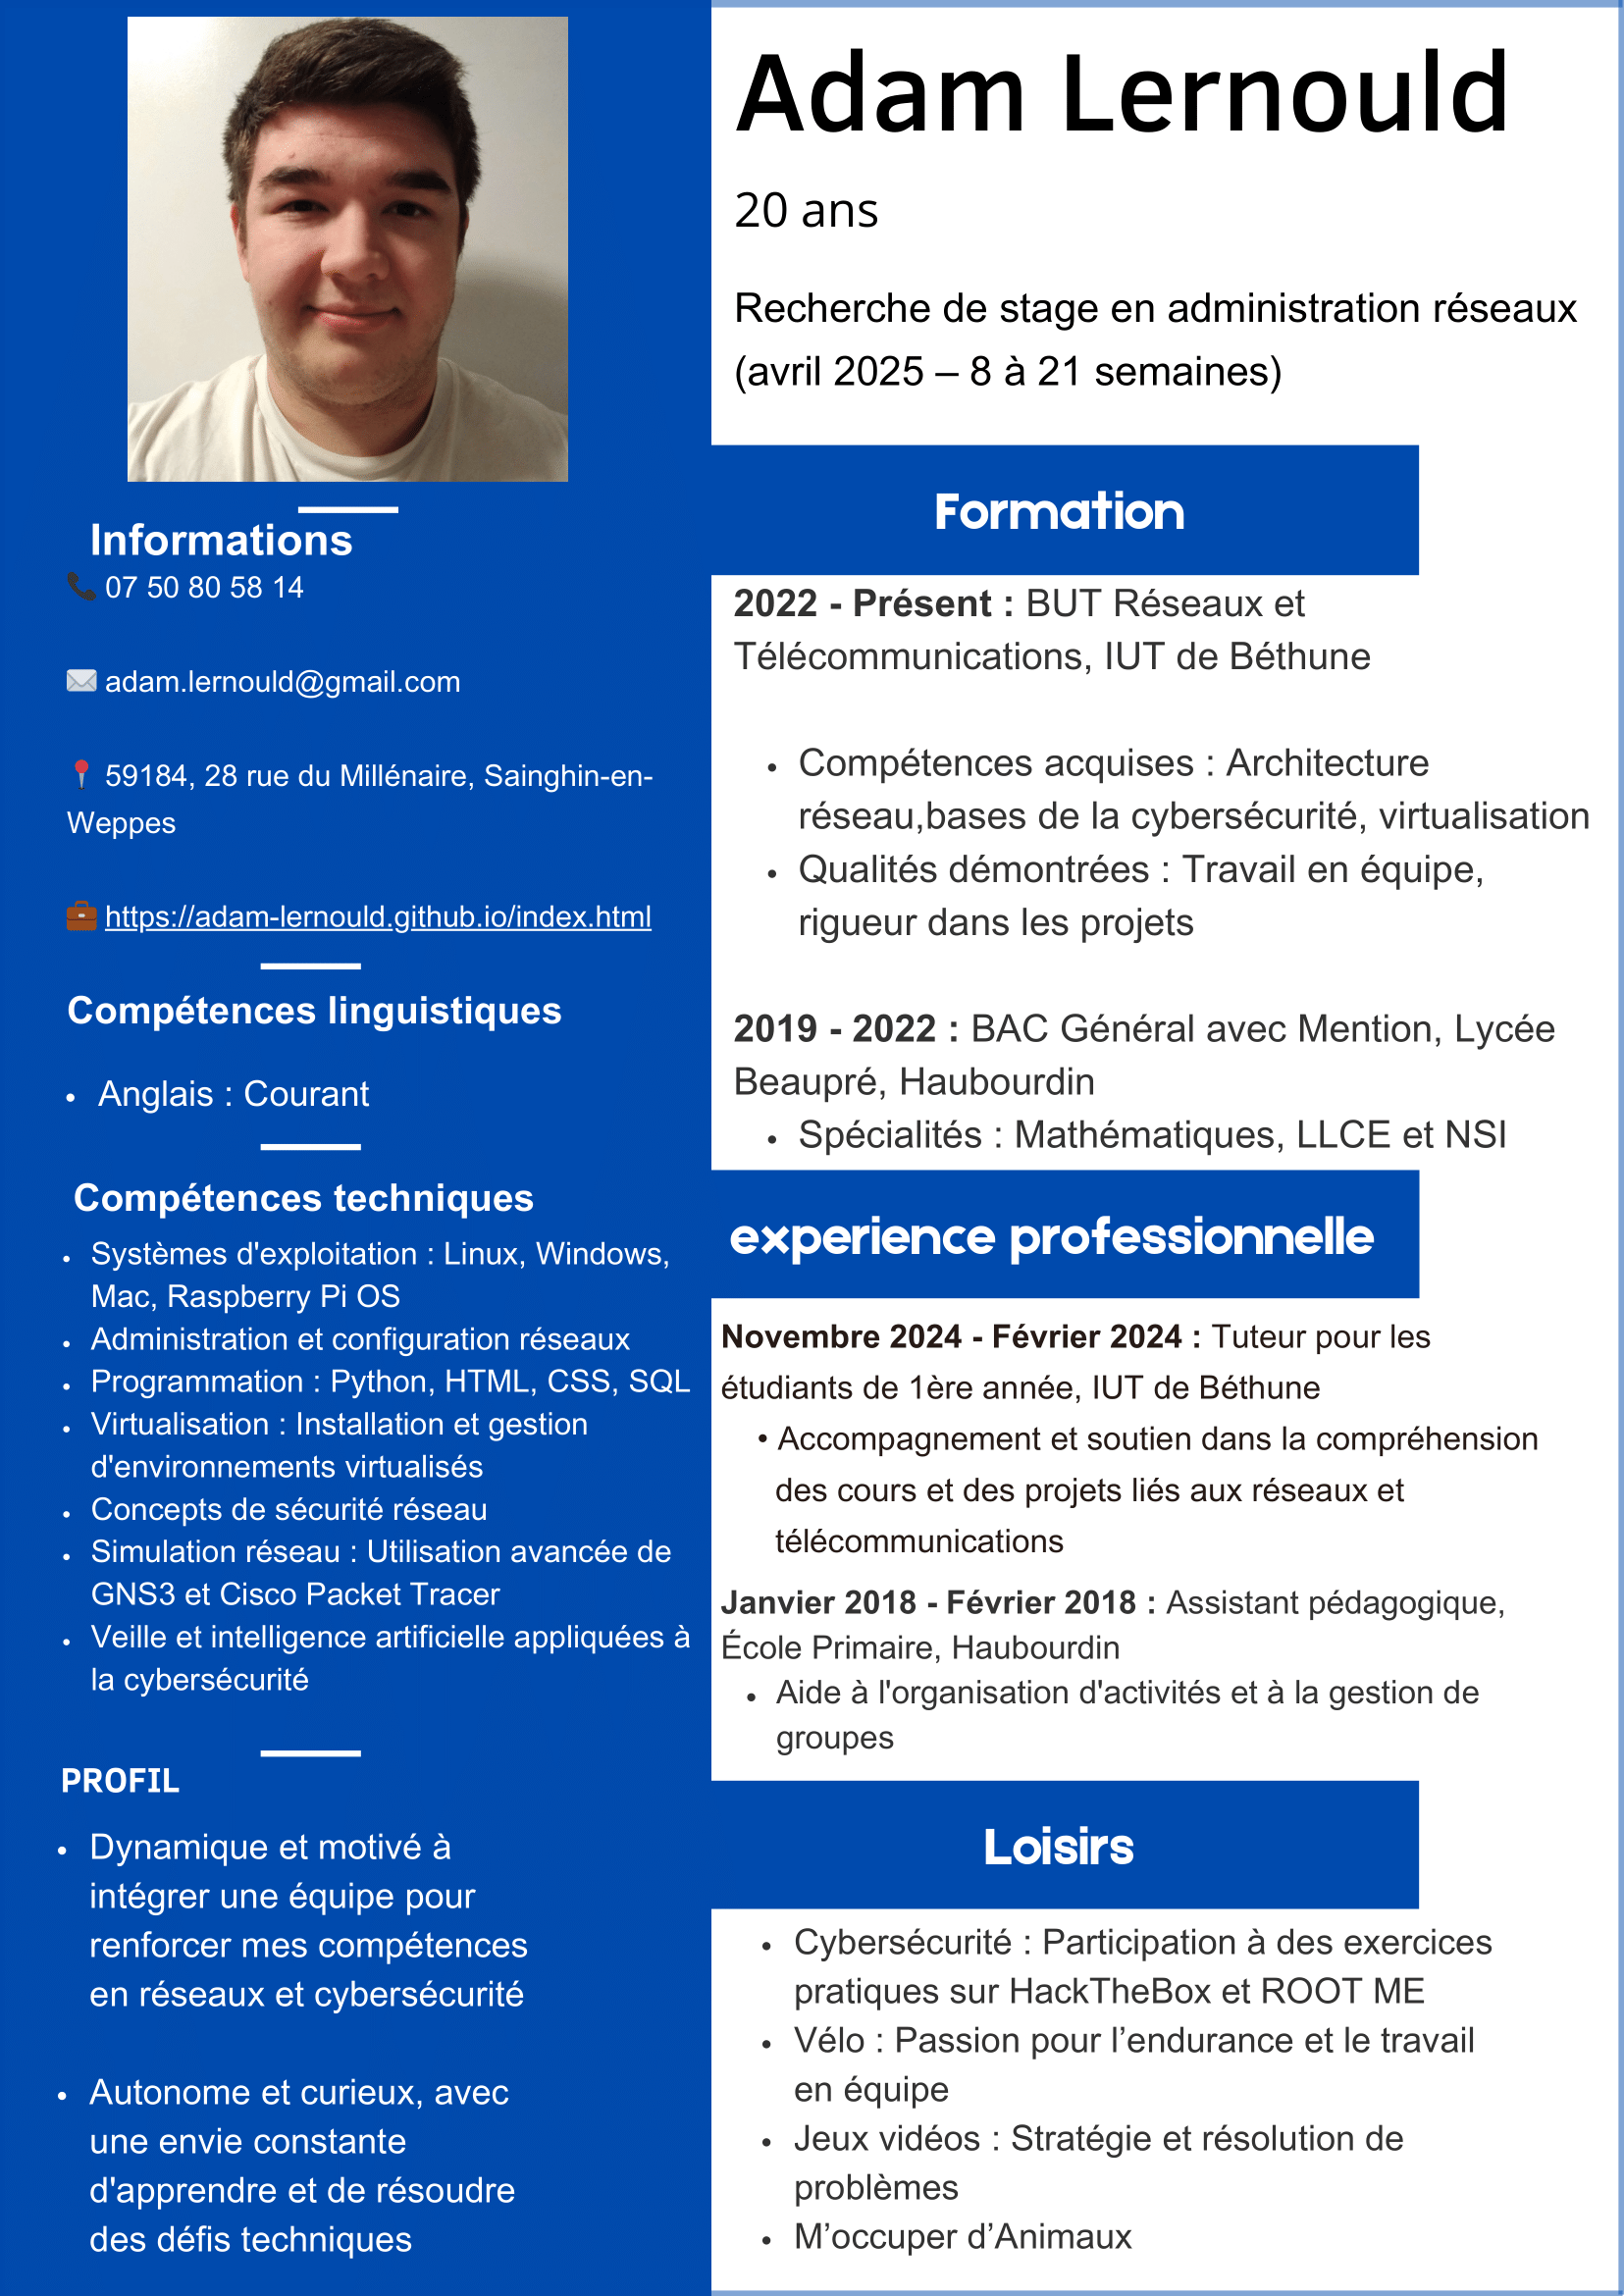 Adam Lernould
20 ans
Recherche de stage en administration réseaux
(avril 2025 – 8 à 21 semaines)
Informations
07 50 80 58 14
adam.lernould@gmail.com
59184, 28 rue du Millénaire, Sainghin-en-
Weppes
https://adam-lernould.github.io/index.html
Compétences linguistiques
• Anglais : Courant
Compétences techniques
• Systèmes d'exploitation : Linux, Windows,
Mac, Raspberry Pi OS
• Administration et configuration réseaux
• Programmation : Python, HTML, CSS, SQL
• Virtualisation : Installation et gestion
d'environnements virtualisés
• Concepts de sécurité réseau
• Simulation réseau : Utilisation avancée de
GNS3 et Cisco Packet Tracer
• Veille et intelligence artificielle appliquées à
la cybersécurité
PROFIL
• Dynamique et motivé à
intégrer une équipe pour
renforcer mes compétences
en réseaux et cybersécurité
• Autonome et curieux, avec
une envie constante
d'apprendre et de résoudre
des défis techniques
Formation
2022 - Présent : BUT Réseaux et
Télécommunications, IUT de Béthune
• Compétences acquises : Architecture
réseau,bases de la cybersécurité, virtualisation
• Qualités démontrées : Travail en équipe,
rigueur dans les projets
2019 - 2022 : BAC Général avec Mention, Lycée
Beaupré, Haubourdin
• Spécialités : Mathématiques, LLCE et NSI
experience professionnelle
Novembre 2024 - Février 2024 : Tuteur pour les
étudiants de 1ère année, IUT de Béthune
• Accompagnement et soutien dans la compréhension
des cours et des projets liés aux réseaux et
télécommunications
Janvier 2018 - Février 2018 : Assistant pédagogique,
École Primaire, Haubourdin
• Aide à l'organisation d'activités et à la gestion de
groupes
Loisirs
• Cybersécurité : Participation à des exercices
pratiques sur HackTheBox et ROOT ME
• Vélo : Passion pour l’endurance et le travail
en équipe
• Jeux vidéos : Stratégie et résolution de
problèmes
• M’occuper d’Animaux